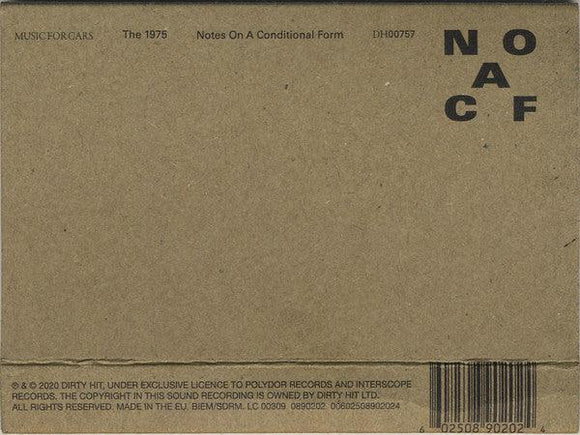 MUSIC FOR CARS The 1975 Notes On A Conditional Form DH00757
N O
A
C F
℗ & © 2020 DIRTY HIT, UNDER EXCLUSIVE LICENCE TO POLYDOR RECORDS AND INTERSCOPE
RECORDS. THE COPYRIGHT IN THIS SOUND RECORDING IS OWNED BY DIRTY HIT LTD.
ALL RIGHTS RESERVED. MADE IN THE EU. BIEM/SDRM. LC 00309 0890202 00602508902024
6 02508 90202 4